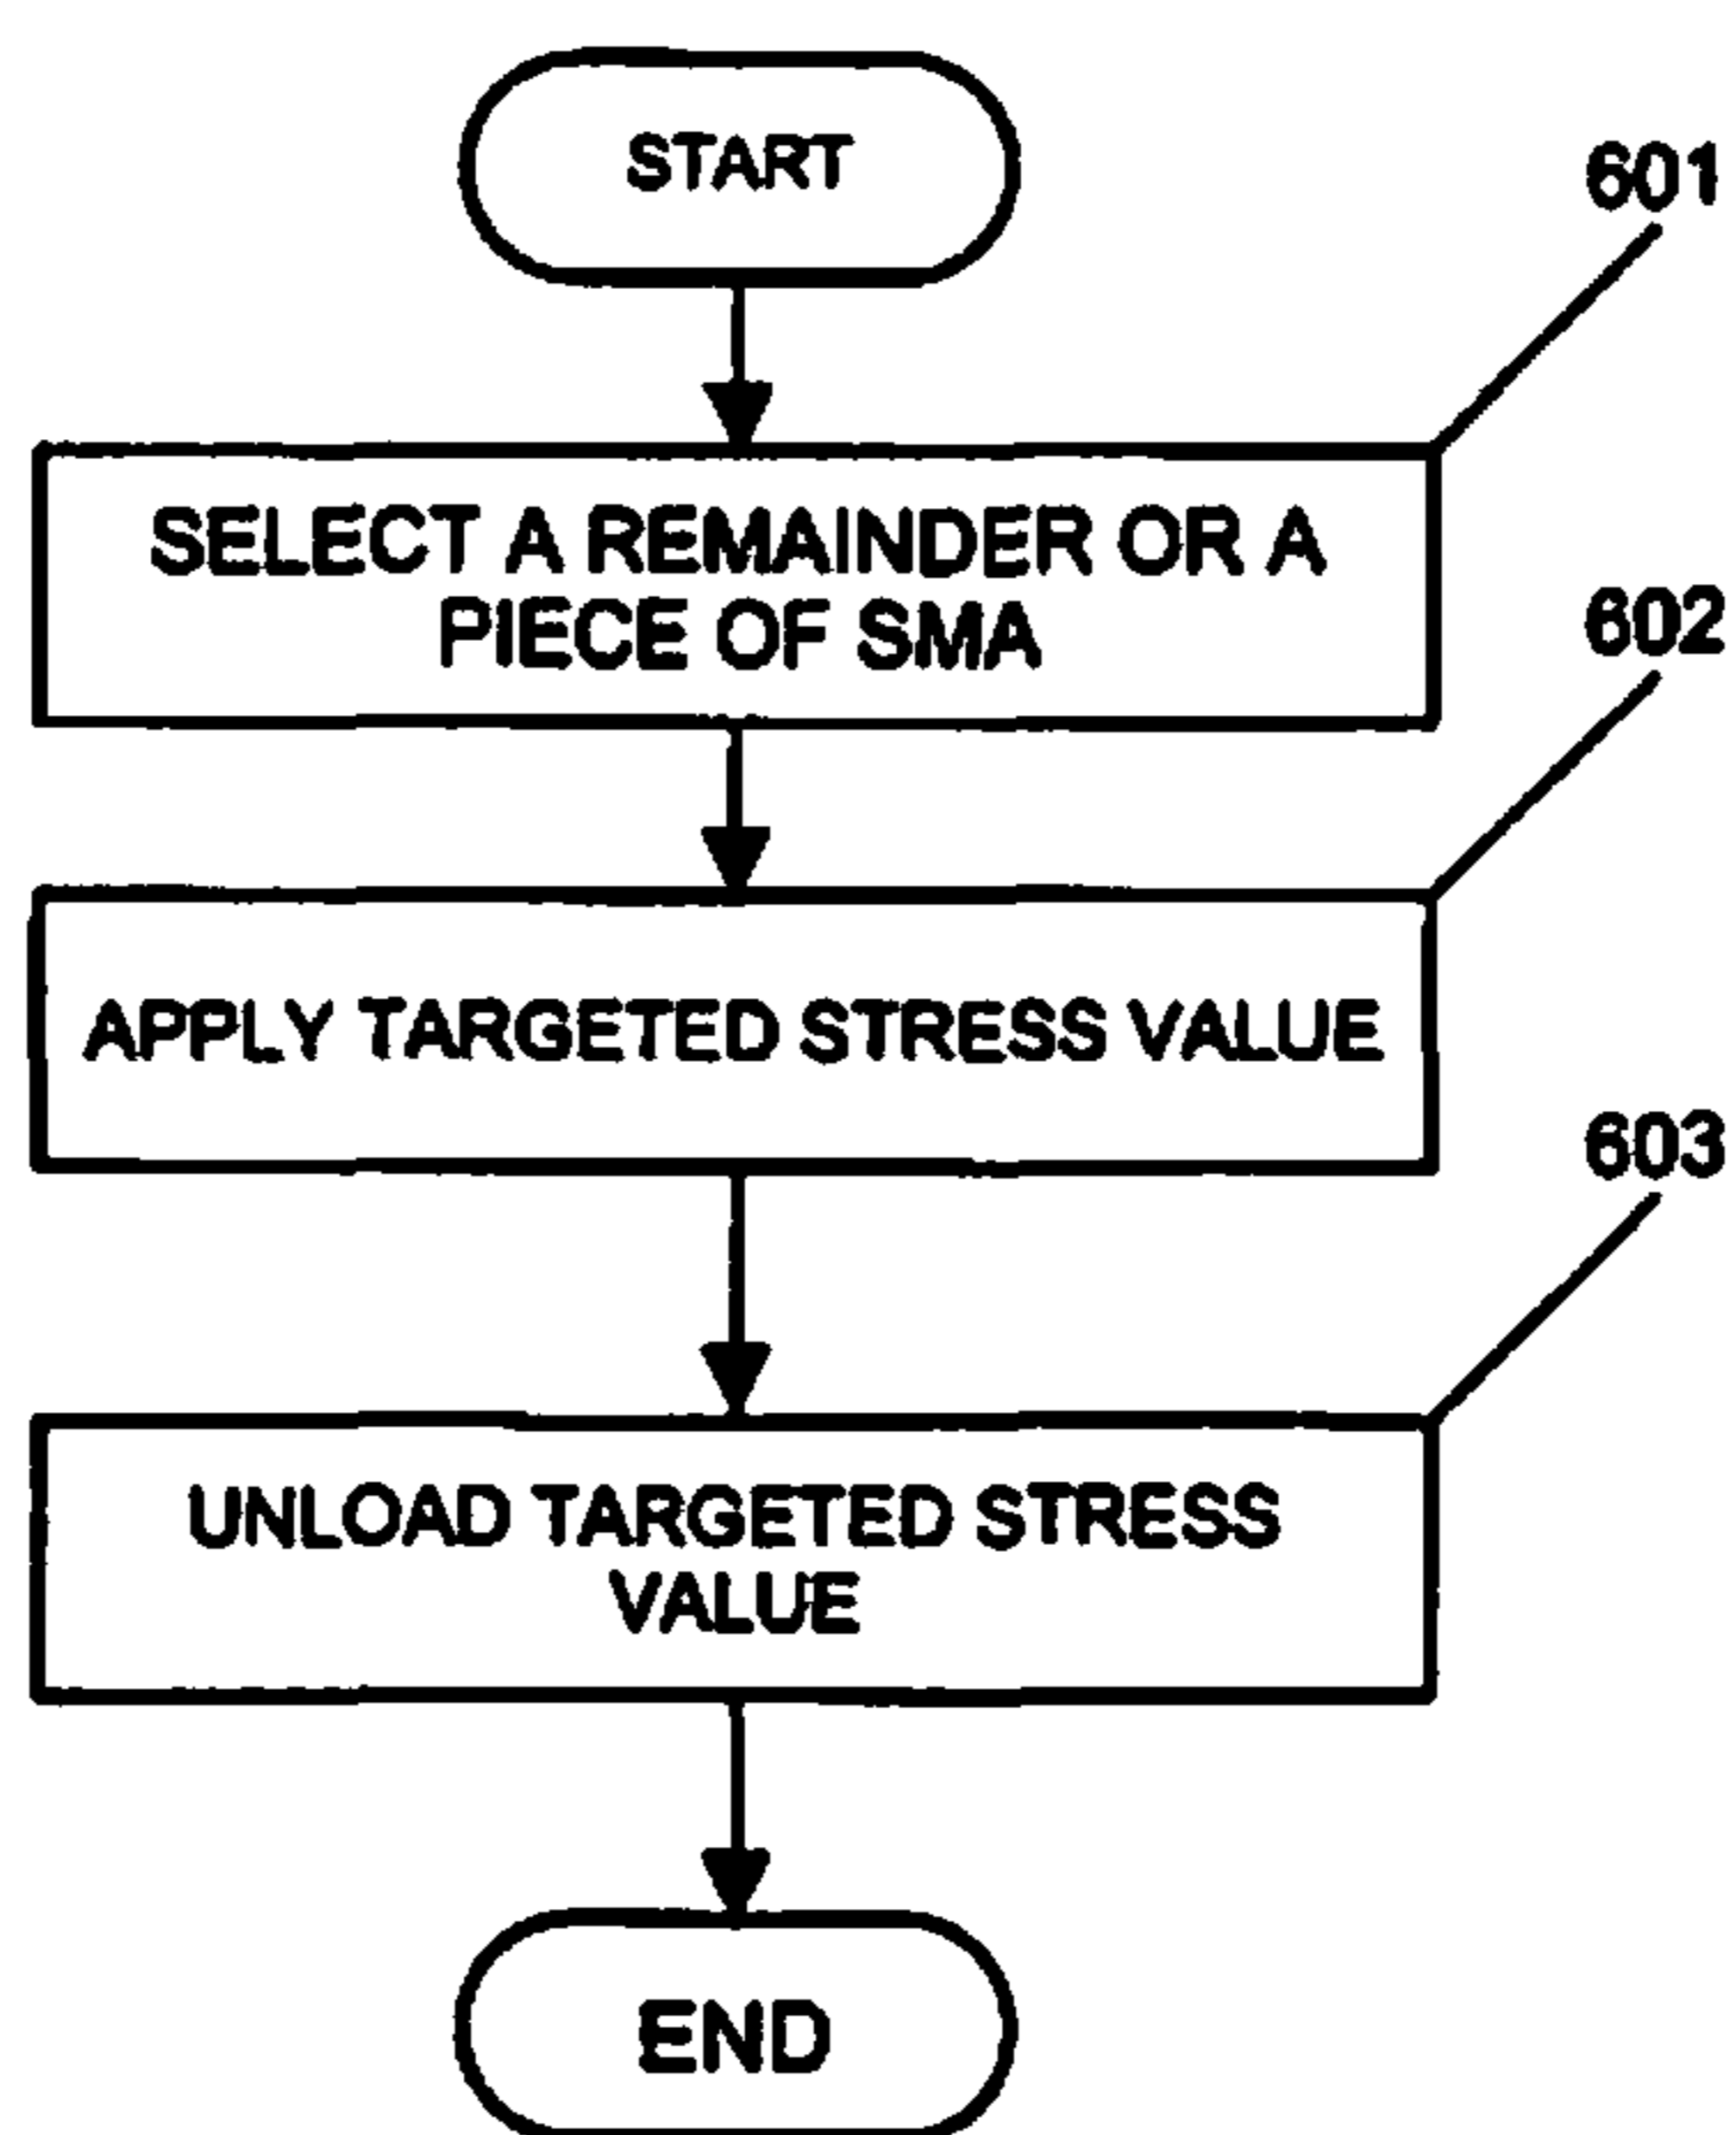 START
601
SELECT A REMAINDER OR A
PIECE OF SMA
602
APPLY TARGETED STRESS VALUE
603
UNLOAD TARGETED STRESS
VALUE
END